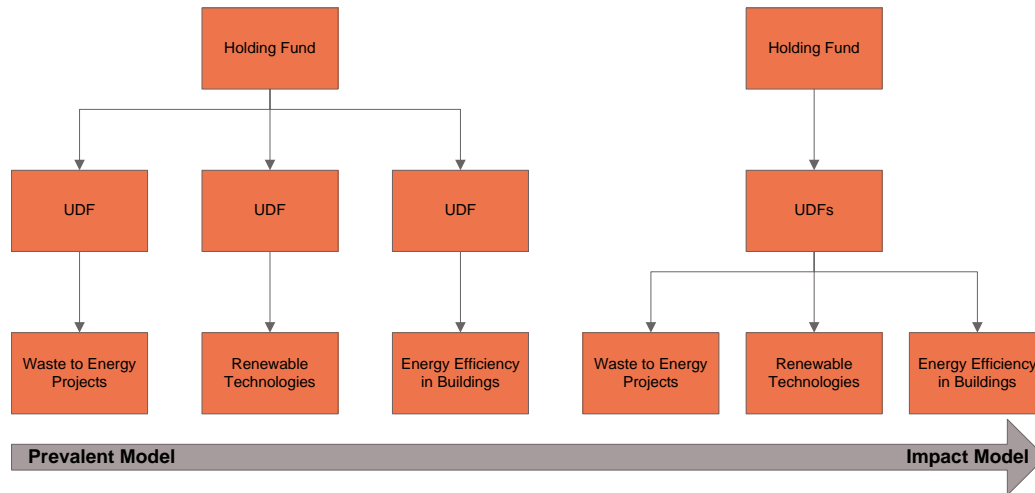 Holding Fund
Holding Fund
UDF
UDF
UDF
UDFs
Waste to Energy
Projects
Renewable
Technologies
Energy Efficiency
in Buildings
Waste to Energy
Projects
Renewable
Technologies
Energy Efficiency
in Buildings
Prevalent Model
Impact Model